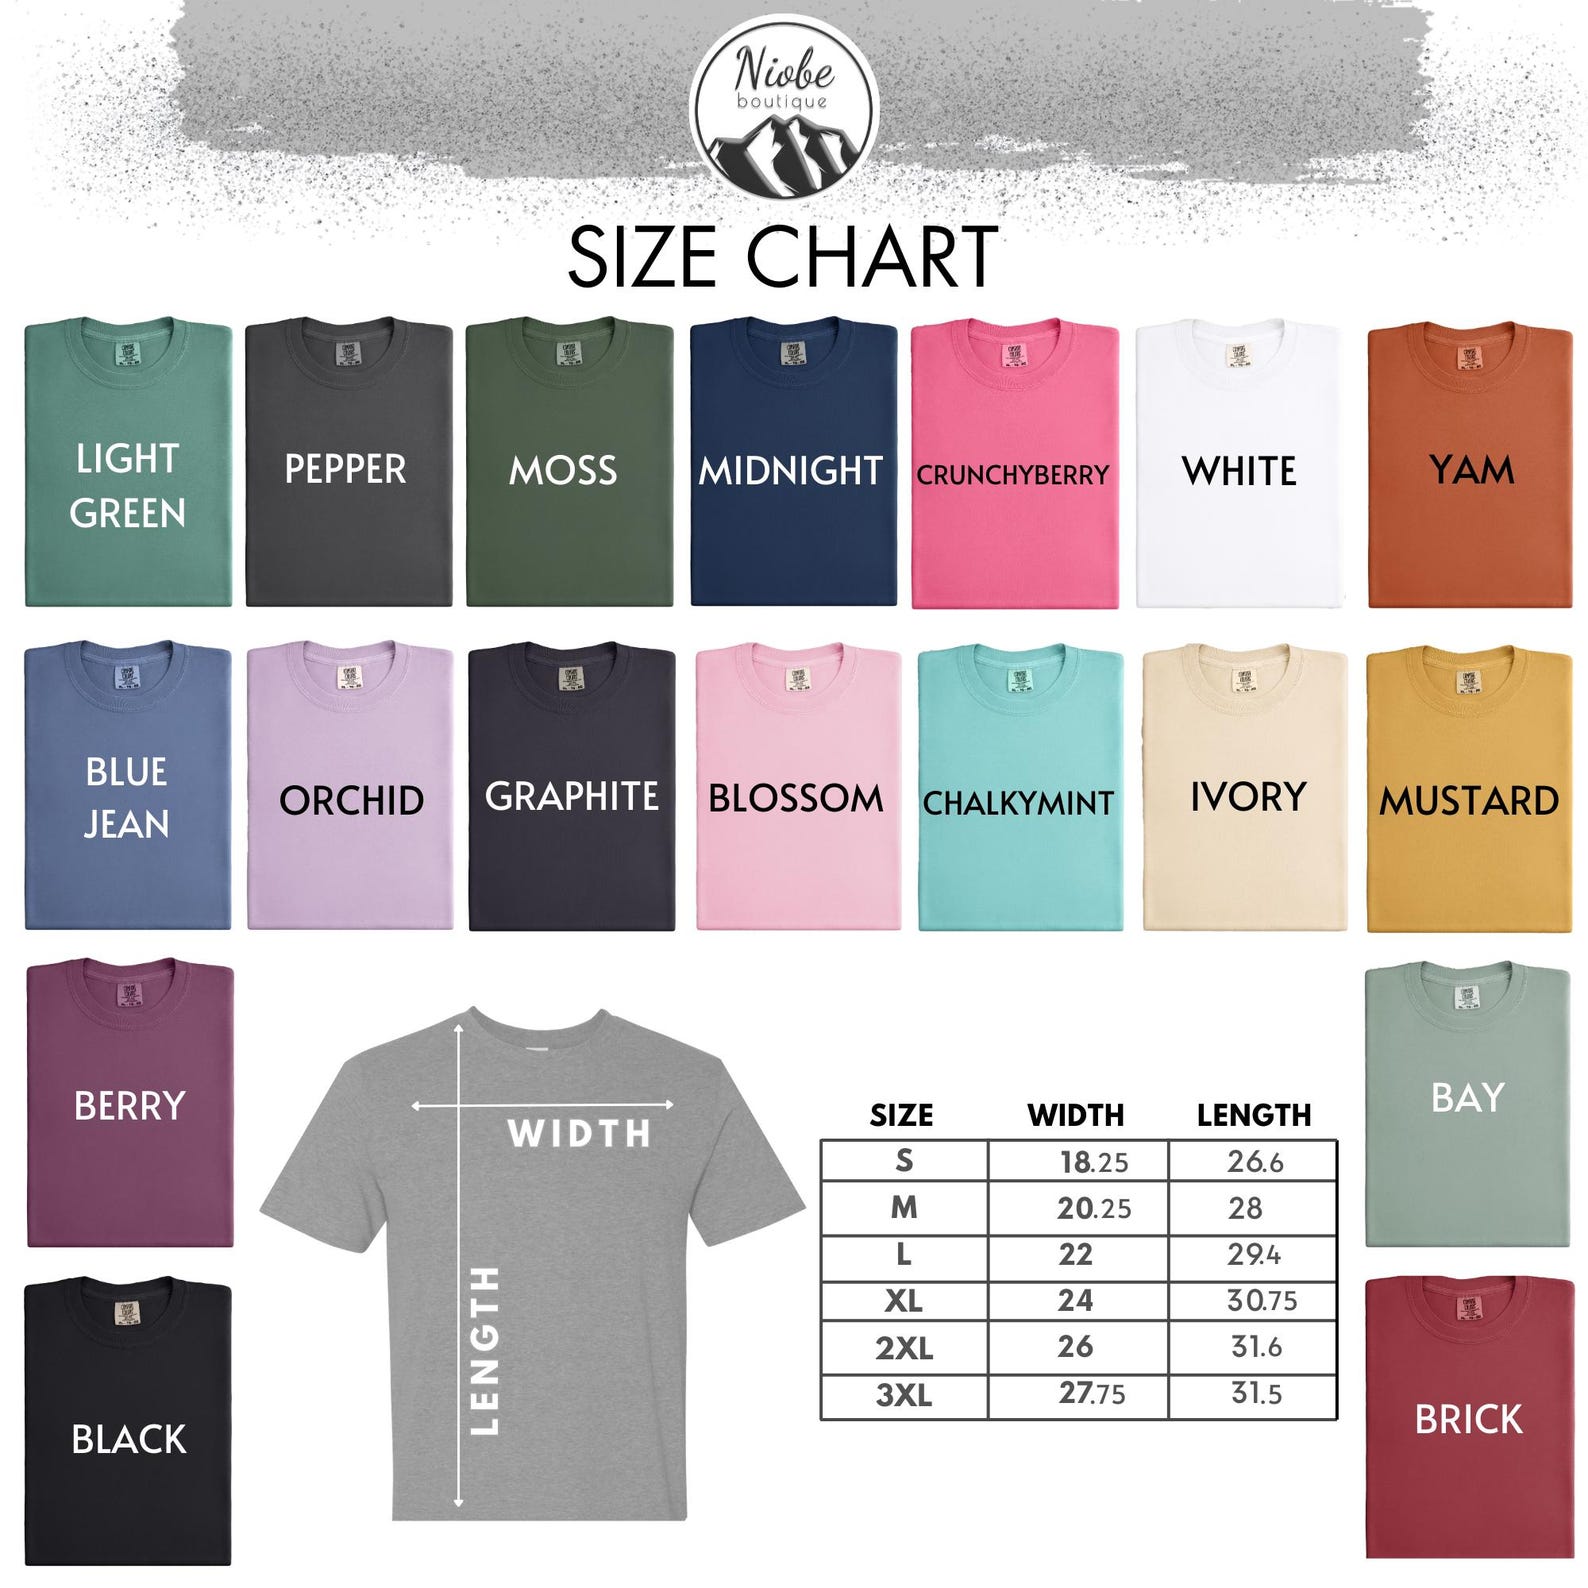 Niobe
boutique
SIZE CHART
LIGHT
GREEN
PEPPER
MOSS
MIDNIGHT
CRUNCHYBERRY
WHITE
YAM
BLUE
JEAN
ORCHID
GRAPHITE
BLOSSOM
CHALKYMINT
IVORY
MUSTARD
BERRY
BAY
BLACK
BRICK
WIDTH
LENGTH
SIZE WIDTH LENGTH
S 18.25 26.6
M 20.25 28
L 22 29.4
XL 24 30.75
2XL 26 31.6
3XL 27.75 31.5